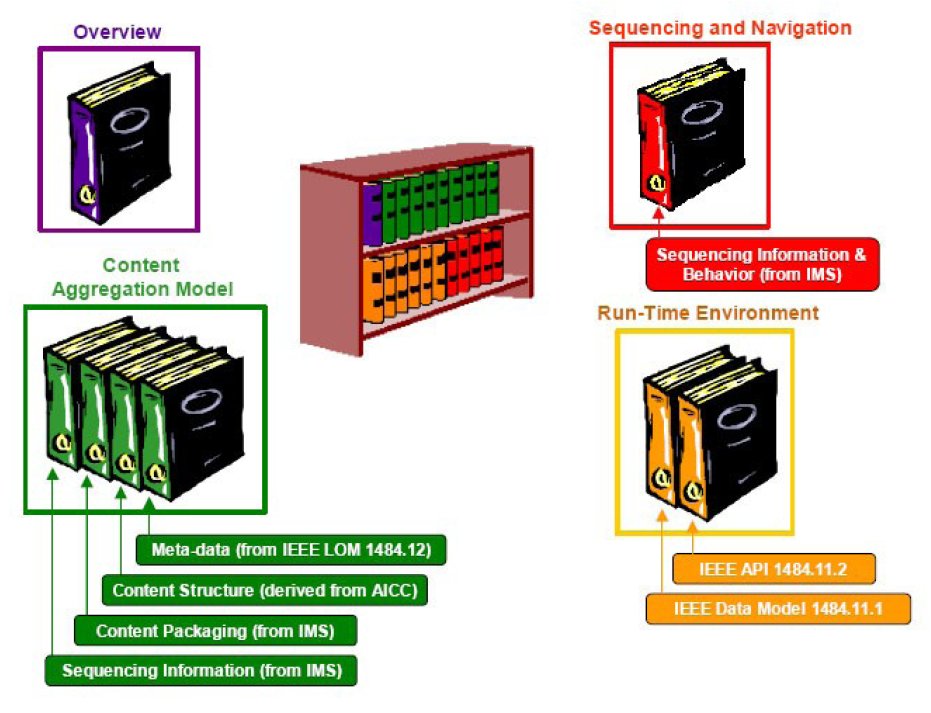 Overview
Sequencing and Navigation
Sequencing Information &
Behavior (from IMS)
Content
Aggregation Model
Run-Time Environment
Meta-data (from IEEE LOM 1484.12)
Content Structure (derived from AICC)
Content Packaging (from IMS)
Sequencing Information (from IMS)
IEEE API 1484.11.2
IEEE Data Model 1484.11.1